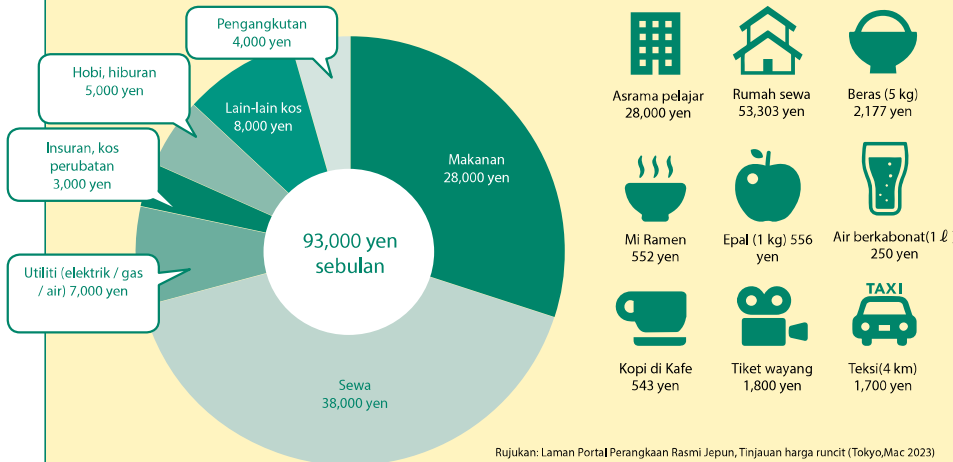 Pengangkutan
4,000 yen
Hobi, hiburan
5,000 yen
Lain-lain kos
8,000 yen
Insuran, kos
perubatan
3,000 yen
Makanan
28,000 yen
93,000 yen
sebulan
Utiliti (elektrik / gas
/ air) 7,000 yen
Sewa
38,000 yen
Asrama pelajar
28,000 yen
Rumah sewa
53,303 yen
Beras (5 kg)
2,177 yen
Mi Ramen
552 yen
Epal (1 kg) 556
yen
Air berkabonat(1 ℓ )
250 yen
Kopi di Kafe
543 yen
Tiket wayang
1,800 yen
TAXI
Teksi(4 km)
1,700 yen
Rujukan: Laman Portal Perangkaan Rasmi Jepun, Tinjauan harga runcit (Tokyo,Mac 2023)